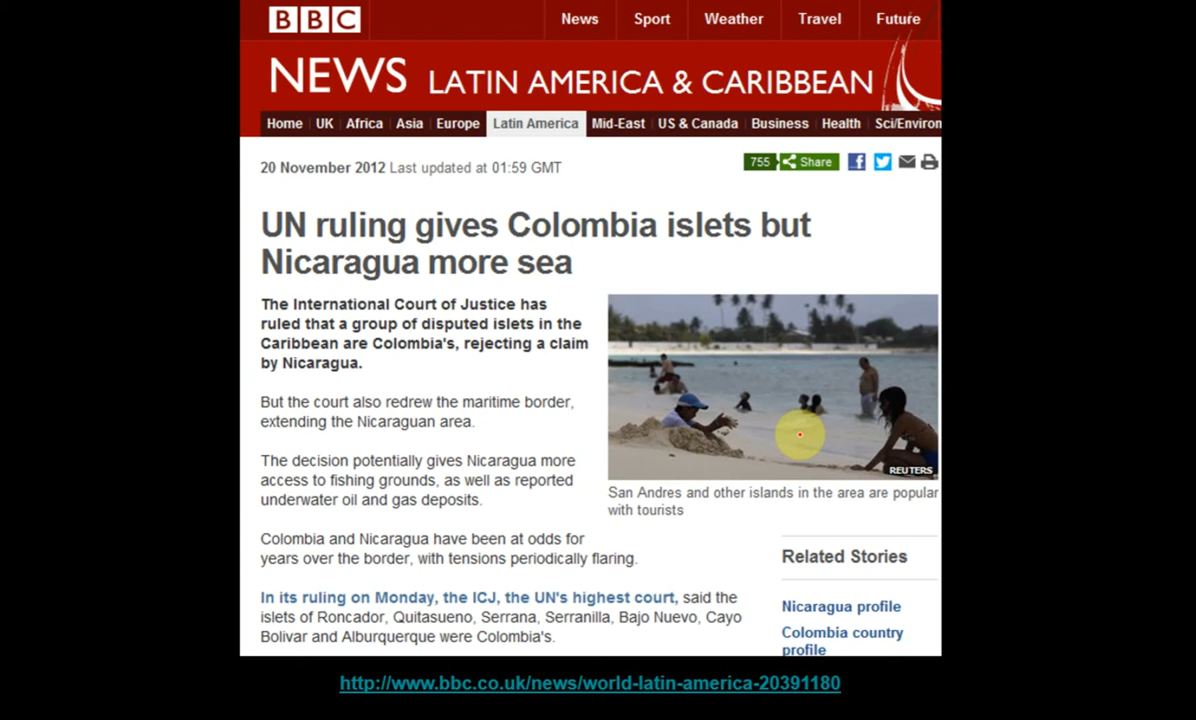 BBC News Sport Weather Travel Future
NEWS LATIN AMERICA & CARIBBEAN
Home UK Africa Asia Europe Latin America Mid-East US & Canada Business Health Sci/Environ
20 November 2012 Last updated at 01:59 GMT
755 Share
UN ruling gives Colombia islets but
Nicaragua more sea
The International Court of Justice has
ruled that a group of disputed islets in the
Caribbean are Colombia's, rejecting a claim
by Nicaragua.
But the court also redrew the maritime border,
extending the Nicaraguan area.
The decision potentially gives Nicaragua more
access to fishing grounds, as well as reported
underwater oil and gas deposits.
Colombia and Nicaragua have been at odds for
years over the border, with tensions periodically flaring.
In its ruling on Monday, the ICJ, the UN's highest court, said the
islets of Roncador, Quitasueno, Serrana, Serranilla, Bajo Nuevo, Cayo
Bolivar and Alburquerque were Colombia's.
REUTERS
San Andres and other islands in the area are popular
with tourists
Related Stories
Nicaragua profile
Colombia country
profile
http://www.bbc.co.uk/news/world-latin-america-20391180